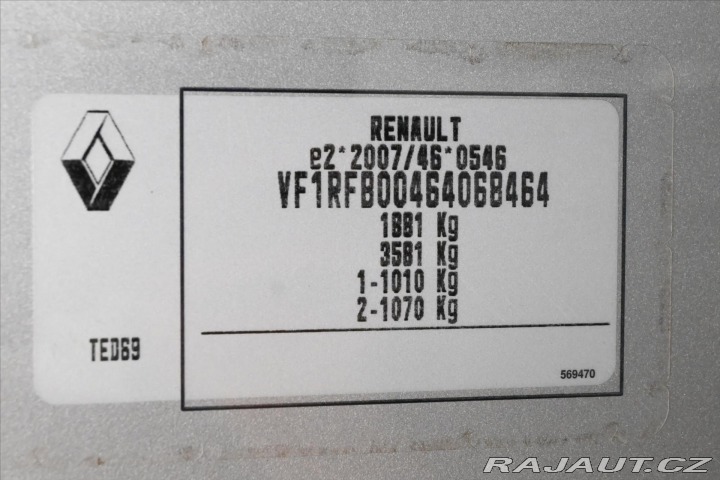 RENAULT
e2*2007/46*0546
VF1RFB00464068464
1881 Kg
3581 Kg
1-1010 Kg
2-1070 Kg
TED69
569470
RAJAUT.CZ